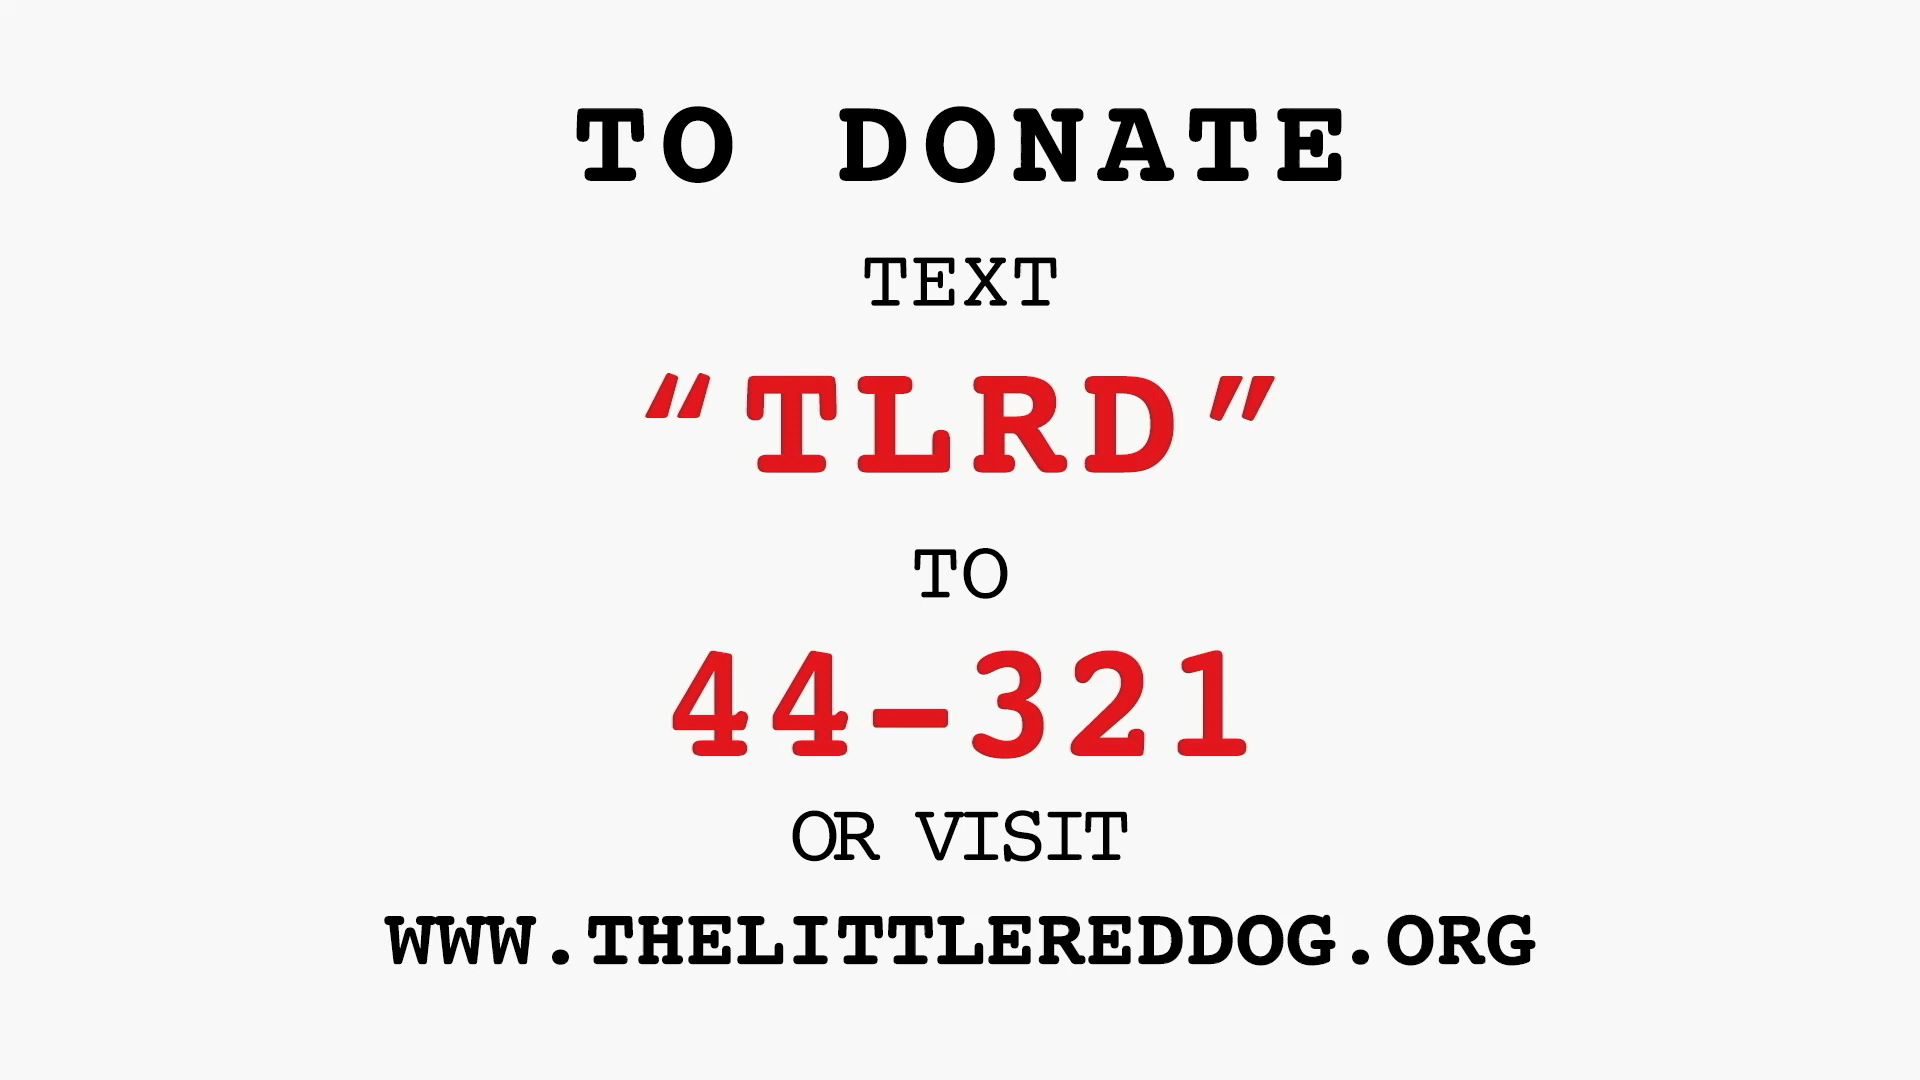 TO DONATE
TEXT
“TLRD”
TO
44-321
OR VISIT
WWW.THELITTLEREDDOG.ORG